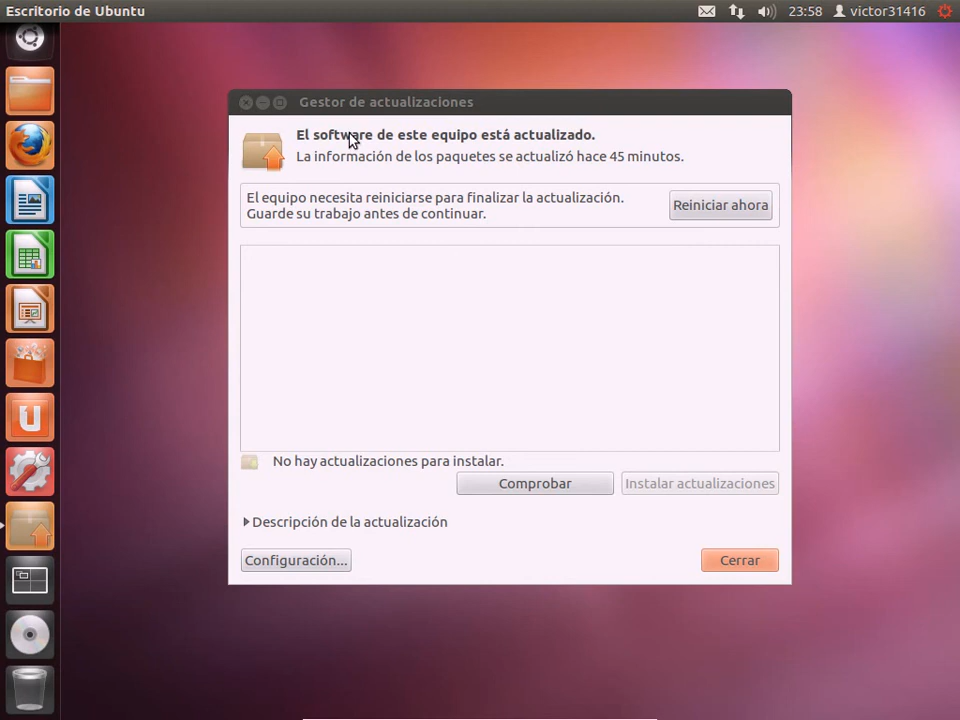 Escritorio de Ubuntu
23:58
victor31416
Gestor de actualizaciones
El software de este equipo está actualizado.
La información de los paquetes se actualizó hace 45 minutos.
El equipo necesita reiniciarse para finalizar la actualización.
Guarde su trabajo antes de continuar.
Reiniciar ahora
No hay actualizaciones para instalar.
Comprobar
Instalar actualizaciones
Descripción de la actualización
Configuración...
Cerrar